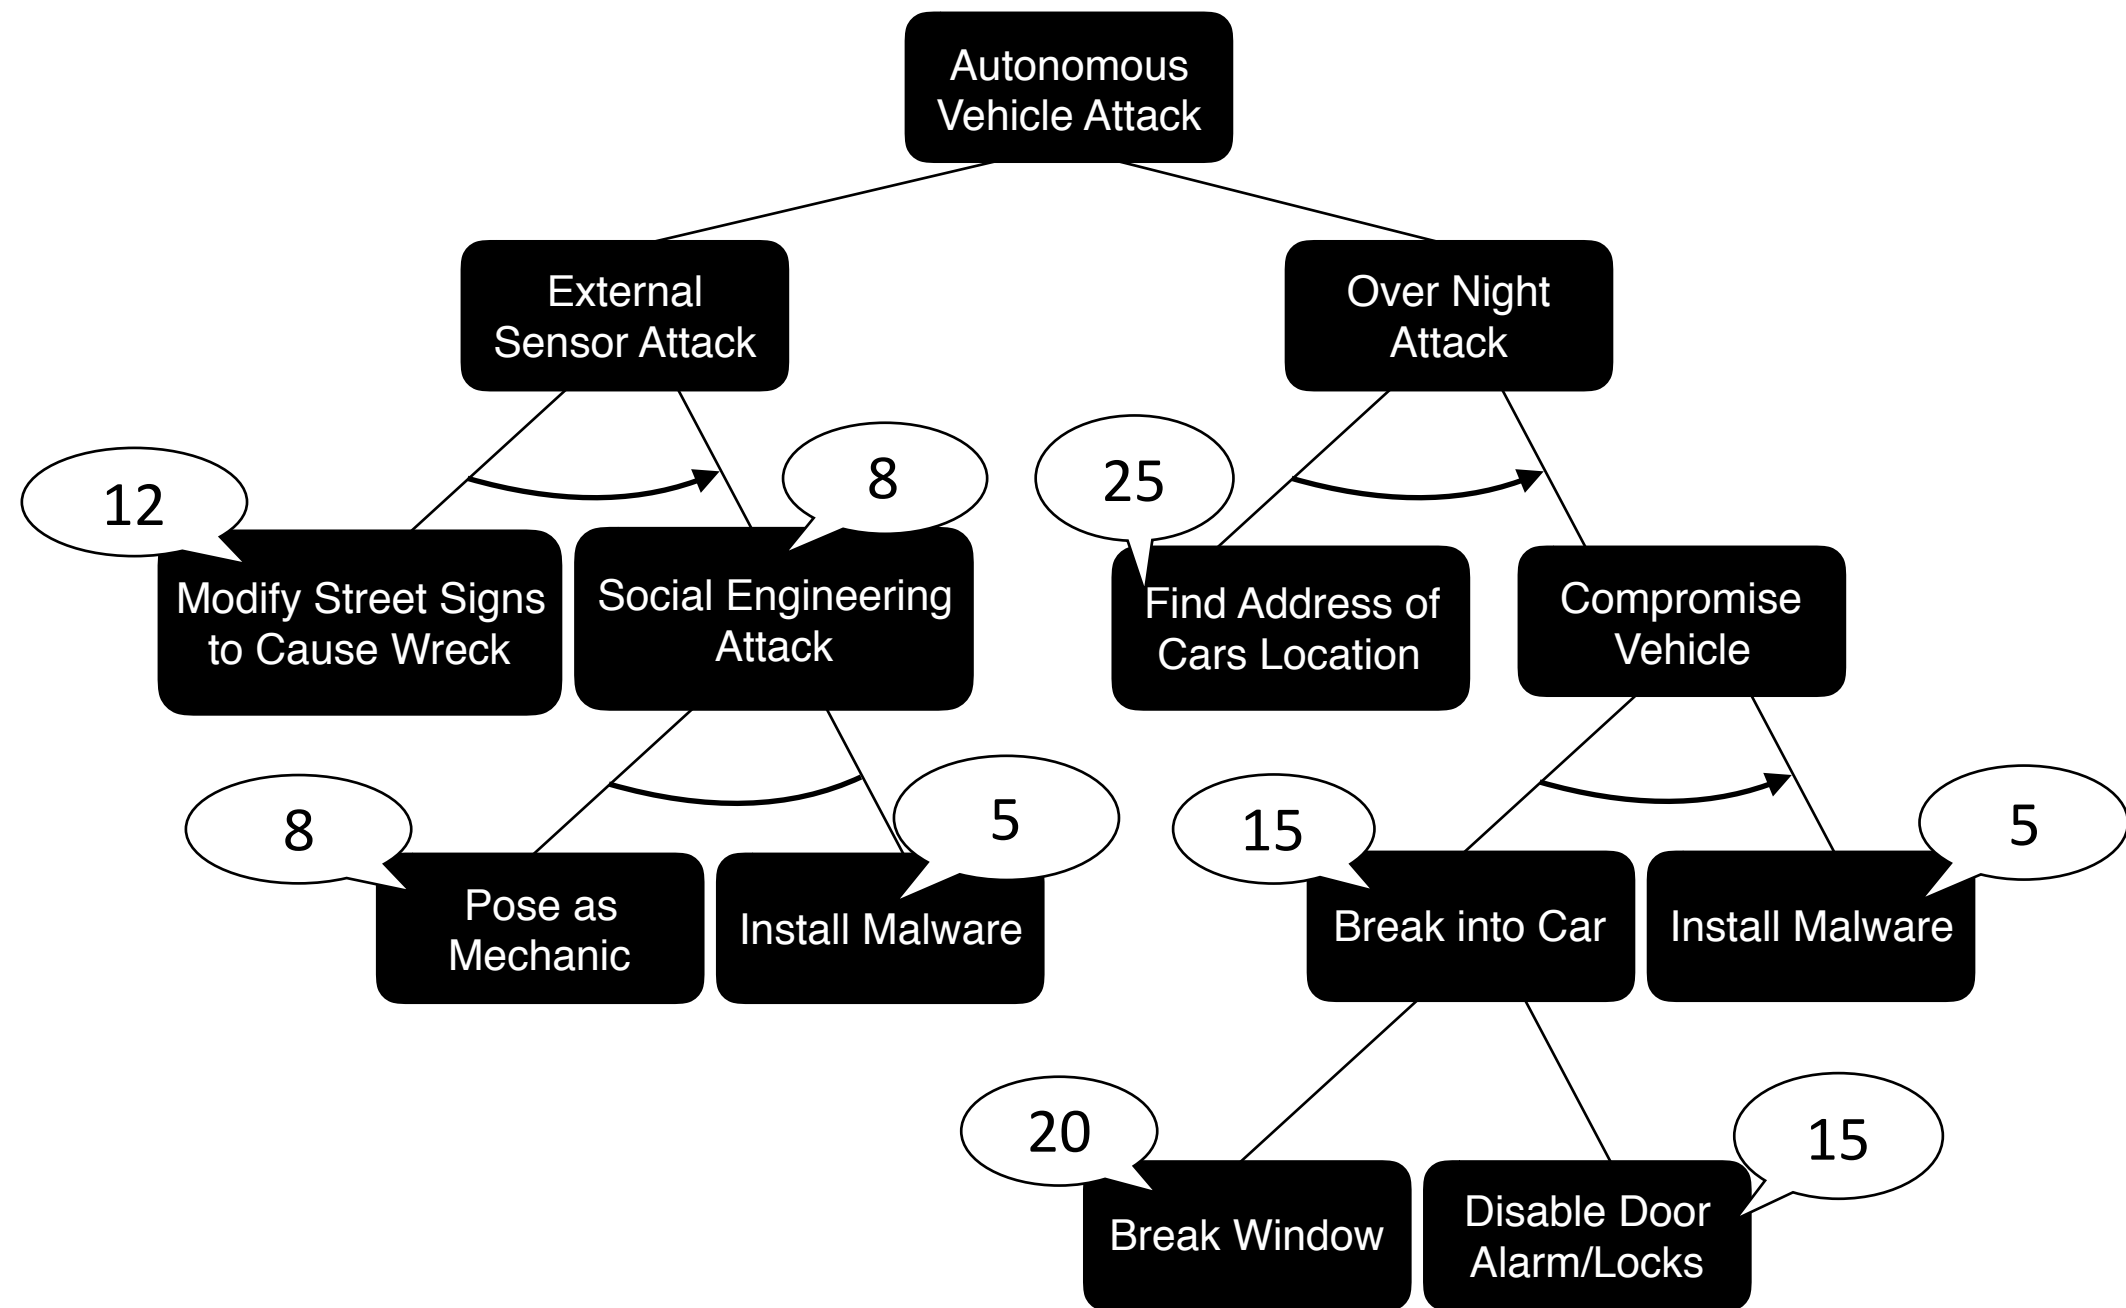 Autonomous
Vehicle Attack
External
Sensor Attack
Over Night
Attack
12
8
25
Modify Street Signs
to Cause Wreck
Social Engineering
Attack
Find Address of
Cars Location
Compromise
Vehicle
8
5
15
5
Pose as
Mechanic
Install Malware
Break into Car
Install Malware
20
15
Break Window
Disable Door
Alarm/Locks